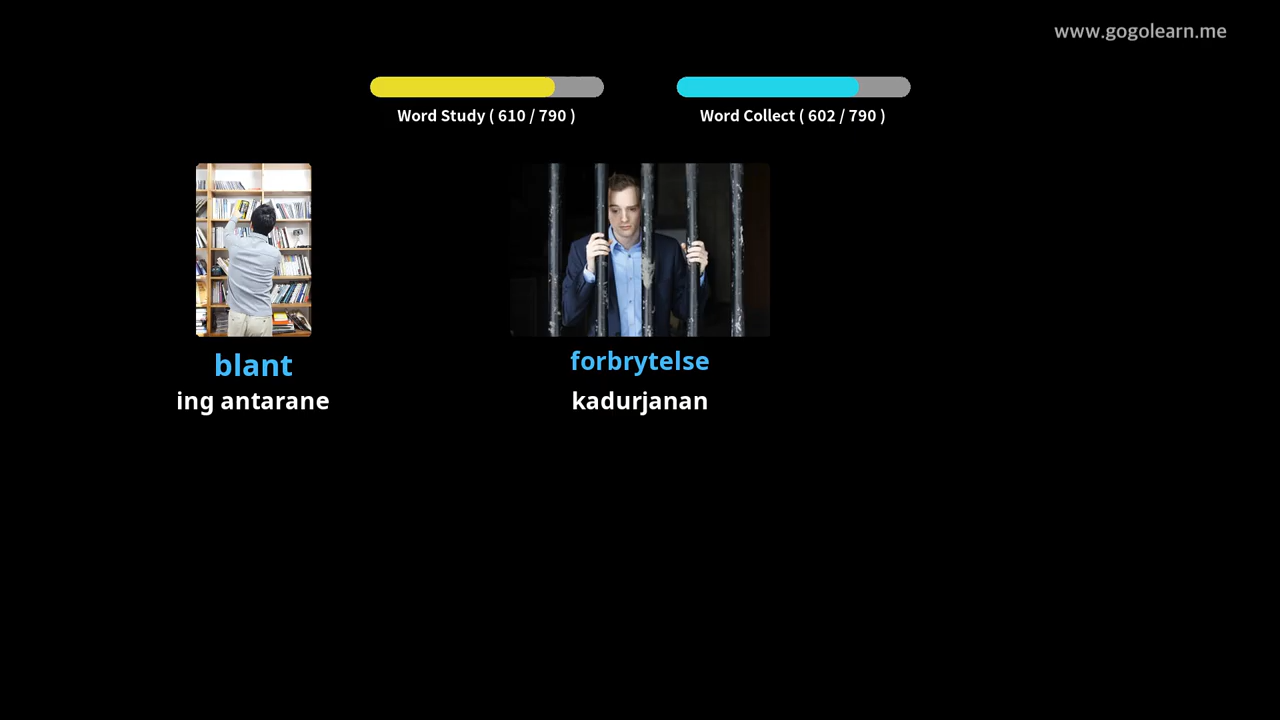 www.gogolearn.me
Word Study ( 610 / 790 )
Word Collect ( 602 / 790 )
blant
forbrytelse
ing antarane
kadurjanan